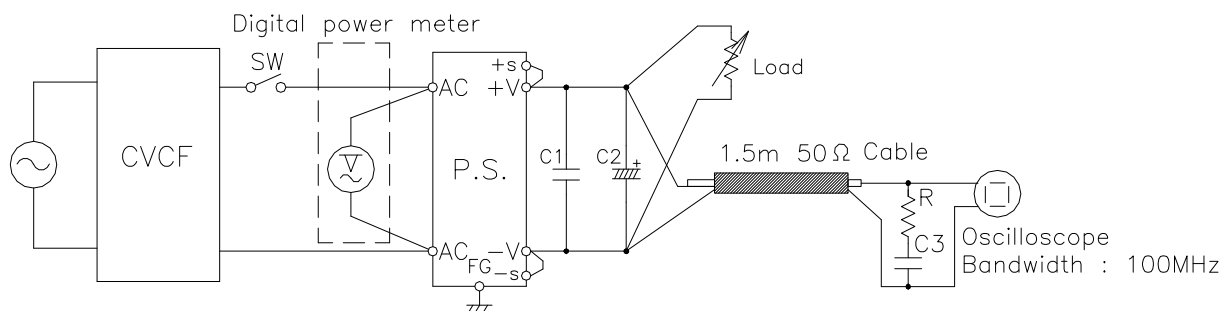 Digital power meter
SW
+s
AC
+V
Load
CVCF
V
P.S.
C1
C2
+
1.5m 50Ω Cable
R
C3
AC
FG
-V
-s
Oscilloscope
Bandwidth : 100MHz